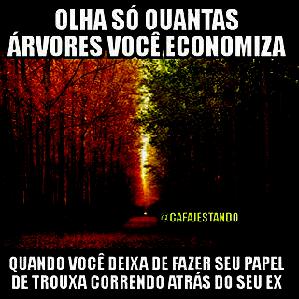 OLHA SÓ QUANTAS
ÁRVORES VOCÊ ECONOMIZA
@CAFAJESTANDO
QUANDO VOCÊ DEIXA DE FAZER SEU PAPEL
DE TROUXA CORRENDO ATRÁS DO SEU EX